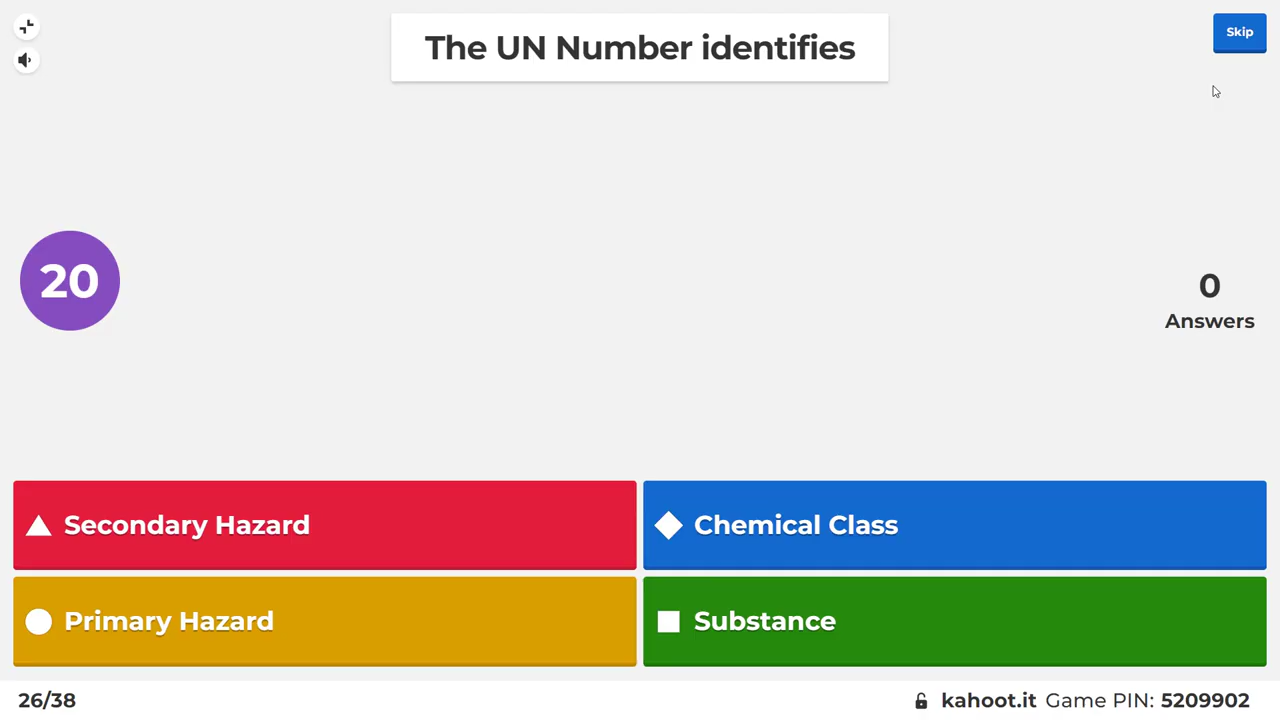 The UN Number identifies
Skip
20
0
Answers
Secondary Hazard
Chemical Class
Primary Hazard
Substance
26/38
kahoot.it Game PIN: 5209902